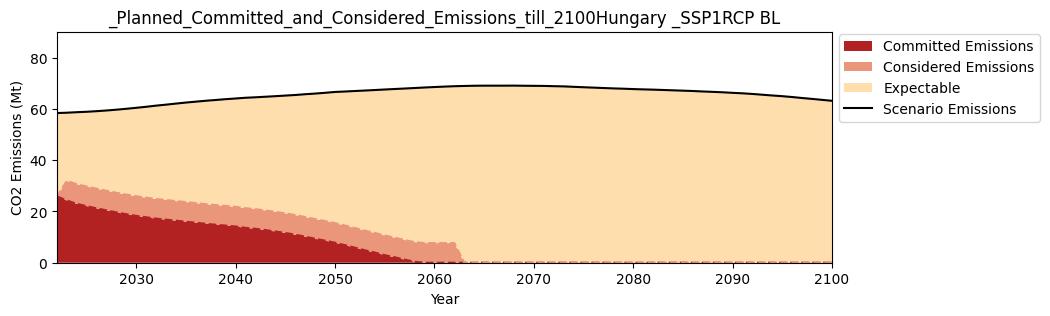 _Planned_Committed_and_Considered_Emissions_till_2100Hungary _SSP1RCP BL
Committed Emissions
Considered Emissions
Expectable
Scenario Emissions
CO2 Emissions (Mt)
80
60
40
20
0
2030 2040 2050 2060 2070 2080 2090 2100
Year